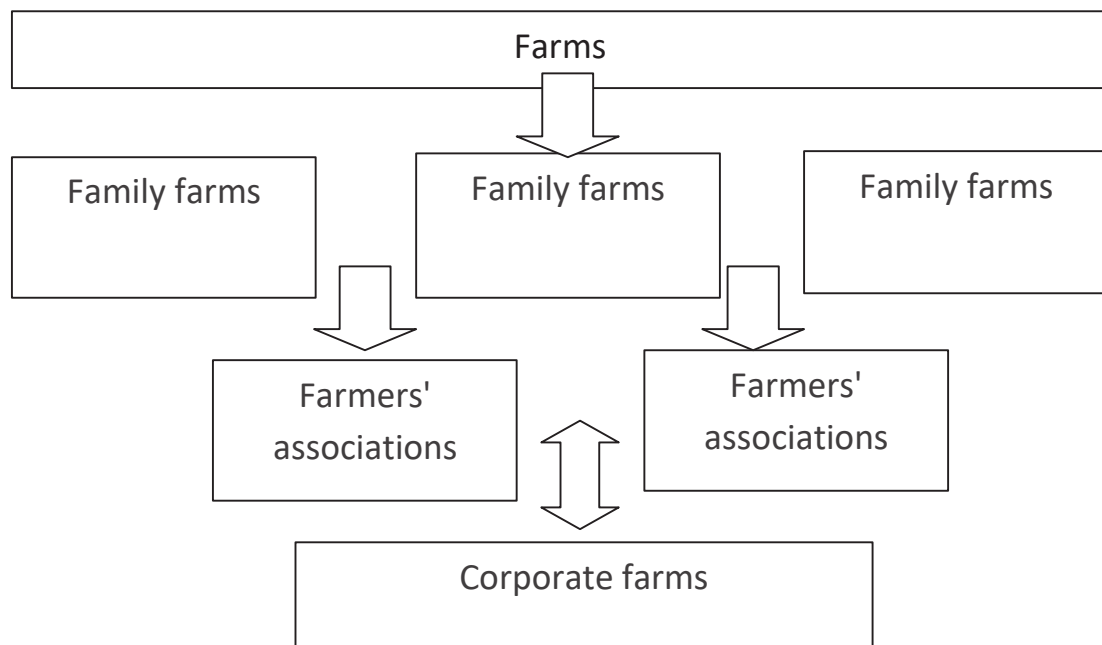 Farms
Family farms
Family farms
Family farms
Farmers'
associations
Farmers'
associations
Corporate farms